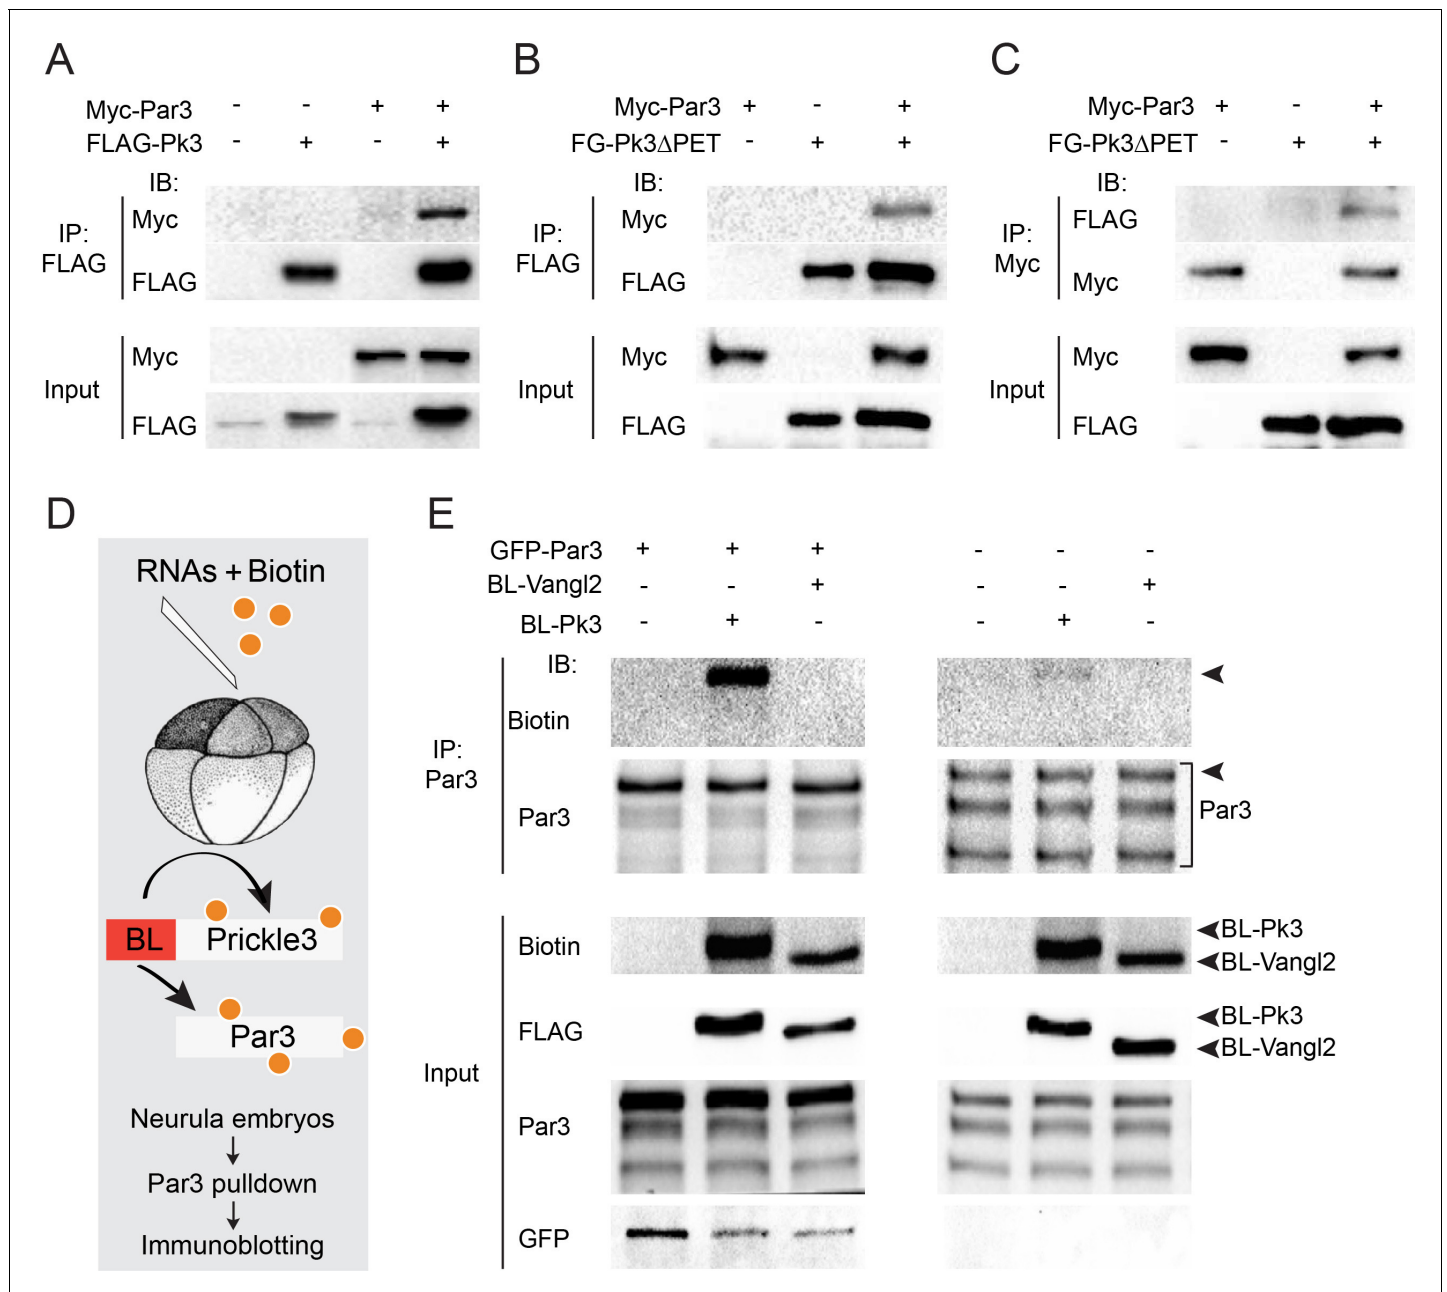 A
Myc-Par3 - - + +
FLAG-Pk3 - + - +
IB:
IP: FLAG
Myc
FLAG
Input
Myc
FLAG
B
Myc-Par3 + - +
FG-Pk3ΔPET - + +
IB:
IP: FLAG
Myc
FLAG
Input
Myc
FLAG
C
Myc-Par3 + - +
FG-Pk3ΔPET - + +
IB:
IP: Myc
FLAG
Myc
Input
Myc
FLAG
D
RNAs + Biotin
BL Prickle3
Par3
Neurula embryos
Par3 pulldown
Immunoblotting
E
GFP-Par3 + + + - - -
BL-Vangl2 - - + - - +
BL-Pk3 - + - - + -
IB:
IP: Par3
Biotin
Par3
Par3
Input
Biotin
BL-Pk3
BL-Vangl2
FLAG
BL-Pk3
BL-Vangl2
Par3
GFP